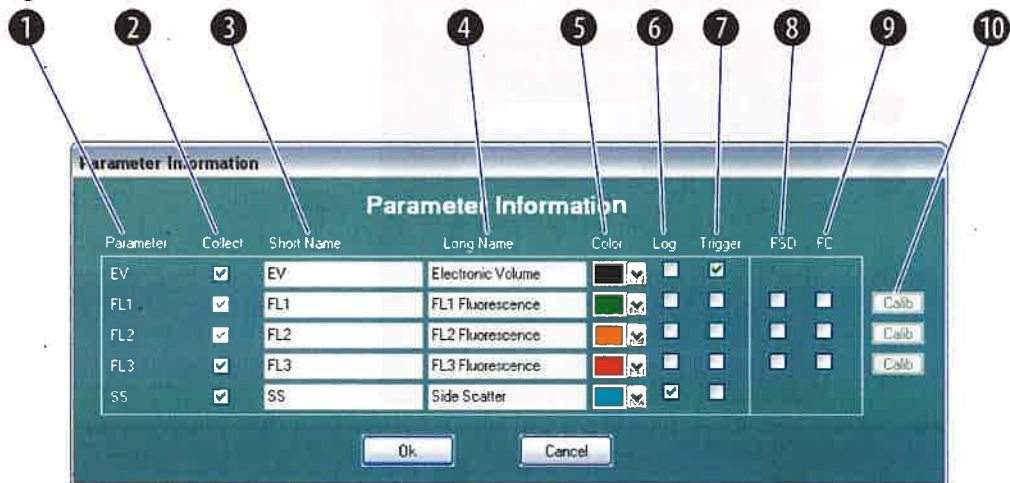 1 2 3 4 5 6 7 8 9 10
Parameter Information
Parameter Information
Parameter Collect Short Name Long Name Color Log Trigger FSD FC
EV EV Electronic Volume
FL1 FL1 FL1 Fluorescence Calib
FL2 FL2 FL2 Fluorescence Calib
FL3 FL3 FL3 Fluorescence Calib
SS SS Side Scatter
Ok Cancel